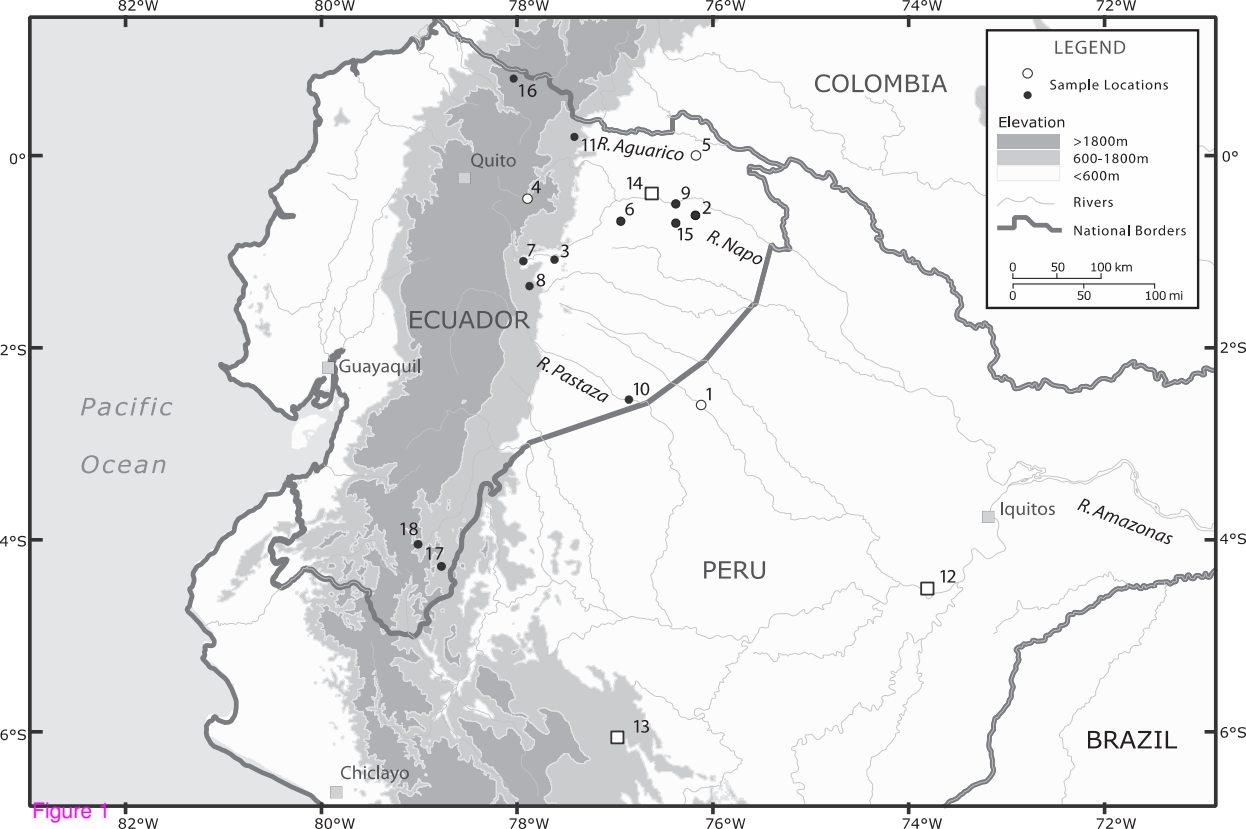 82°W 80°W 78°W 76°W 74°W 72°W
LEGEND
Sample Locations
Elevation
>1800m
600-1800m
<600m
Rivers
National Borders
0 50 100 km
0 50 100 mi
COLOMBIA
16
11
R. Aguarico
5
0°
0°
Quito
4
14
9
6
2
15
R. Napo
7
3
8
ECUADOR
2°S
2°S
Guayaquil
R. Pastaza
10
1
Pacific
Ocean
Iquitos
R. Amazonas
18
17
4°S
4°S
PERU
12
13
6°S
6°S
BRAZIL
Chiclayo
Figure 1
82°W 80°W 78°W 76°W 74°W 72°W